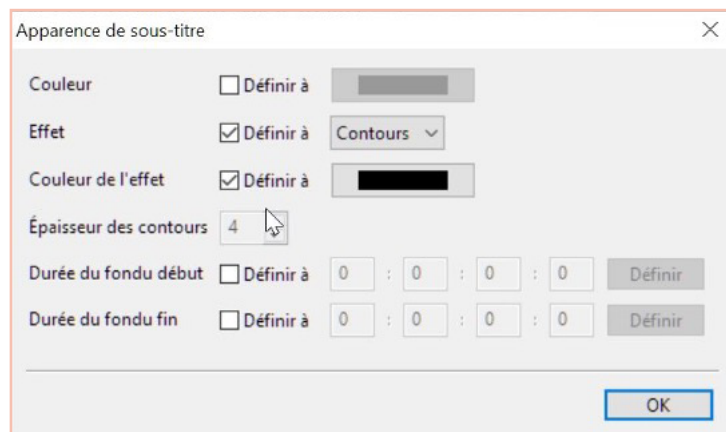 Apparence de sous-titre
Couleur Définir à
Effet Définir à Contours
Couleur de l'effet Définir à
Épaisseur des contours 4
Durée du fondu début Définir à 0 : 0 : 0 : 0 Définir
Durée du fondu fin Définir à 0 : 0 : 0 : 0 Définir
OK